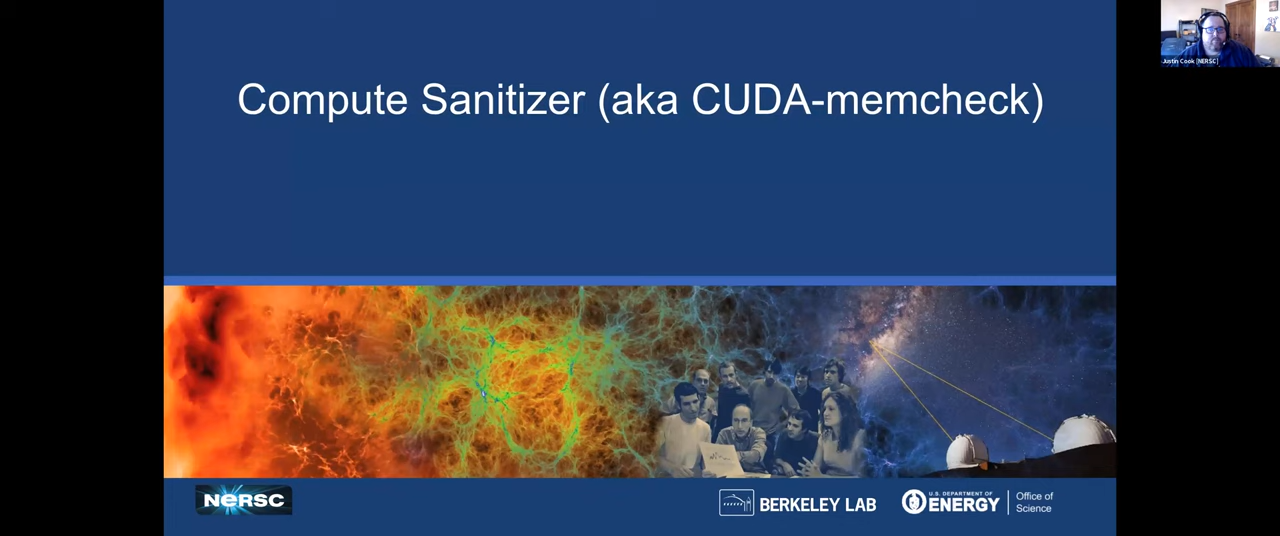 Compute Sanitizer (aka CUDA-memcheck)
Justin Cook [NERSC]
NERSC
BERKELEY LAB
U.S. DEPARTMENT OF
ENERGY
Office of
Science